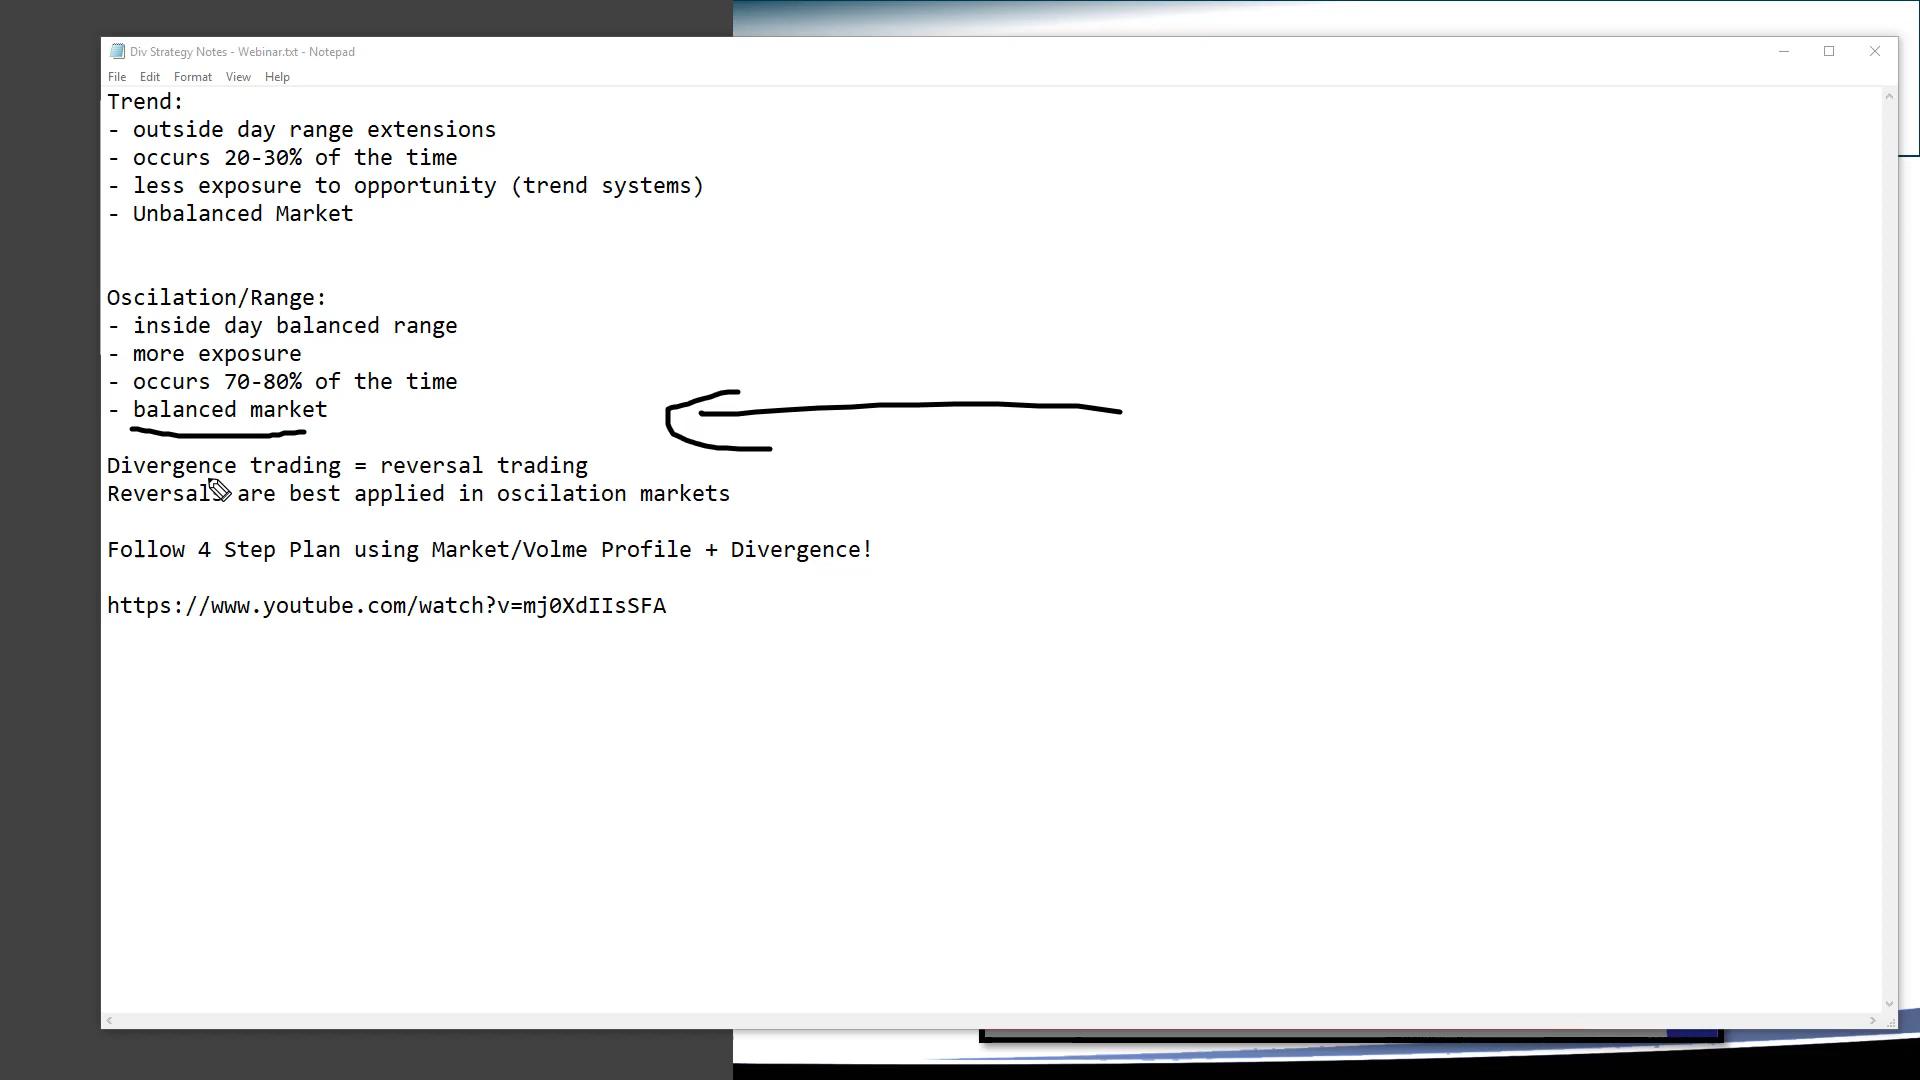 Div Strategy Notes - Webinar.txt - Notepad
File Edit Format View Help
Trend:
- outside day range extensions
- occurs 20-30% of the time
- less exposure to opportunity (trend systems)
- Unbalanced Market
Oscilation/Range:
- inside day balanced range
- more exposure
- occurs 70-80% of the time
- balanced market
Divergence trading = reversal trading
Reversals are best applied in oscilation markets
Follow 4 Step Plan using Market/Volme Profile + Divergence!
https://www.youtube.com/watch?v=mj0XdIIsSFA